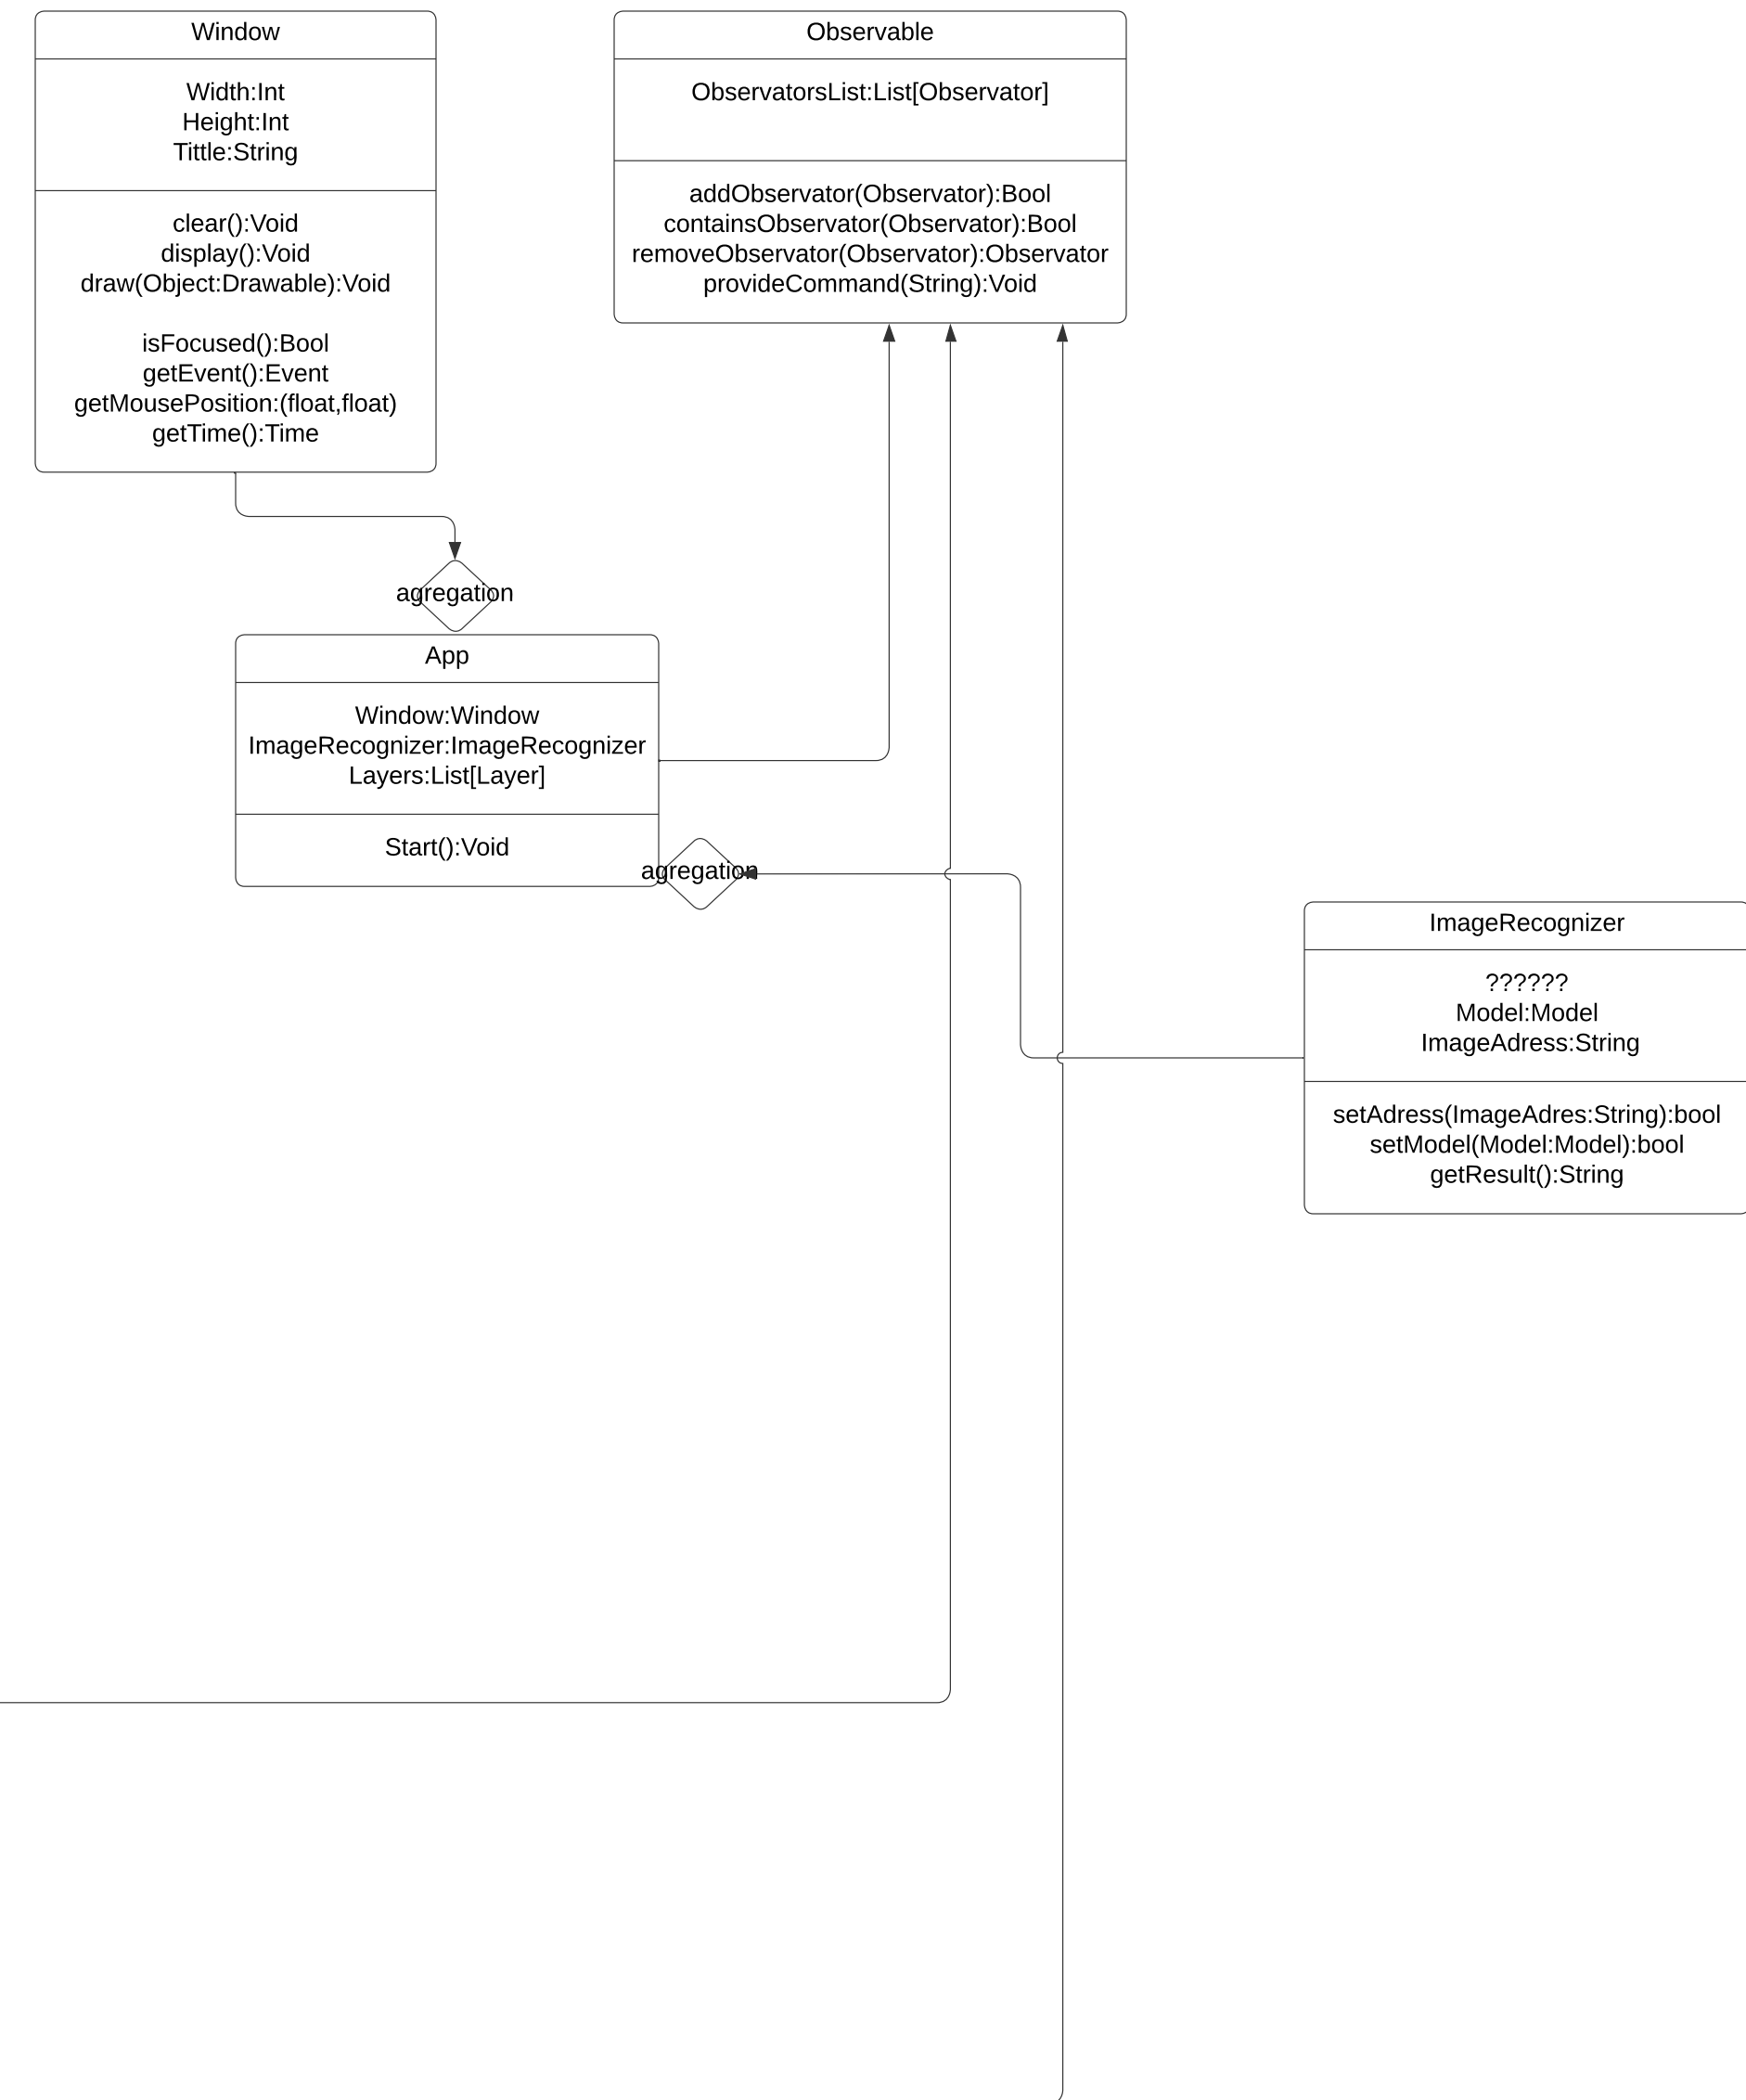 Window
Width:Int
Height:Int
Tittle:String
clear():Void
display():Void
draw(Object:Drawable):Void
isFocused():Bool
getEvent():Event
getMousePosition:(float,float)
getTime():Time
Observable
ObservatorsList:List[Observator]
addObservator(Observator):Bool
containsObservator(Observator):Bool
removeObservator(Observator):Observator
provideCommand(String):Void
agregation
App
Window:Window
ImageRecognizer:ImageRecognizer
Layers:List[Layer]
Start():Void
agregation
ImageRecognizer
??????
Model:Model
ImageAdress:String
setAdress(ImageAdres:String):bool
setModel(Model:Model):bool
getResult():String